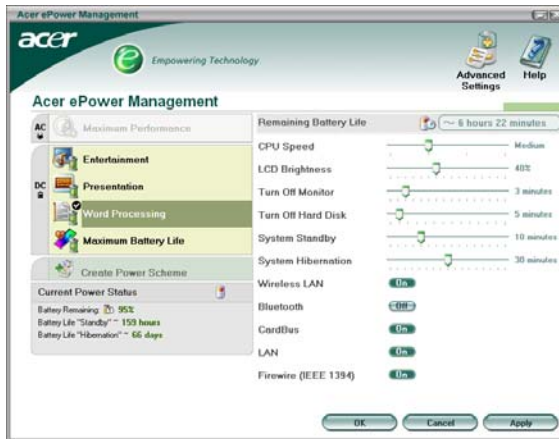 Acer ePower Management
acer
e
Empowering Technology
Advanced Settings
Help
Acer ePower Management
AC
Maximum Performance
DC
Entertainment
Presentation
Word Processing
Maximum Battery Life
Create Power Scheme
Current Power Status
Battery Remaining: 95%
Battery Life "Standby" ~ 159 hours
Battery Life "Hibernation" ~ 66 days
Remaining Battery Life ~ 6 hours 22 minutes
CPU Speed Medium
LCD Brightness 40%
Turn Off Monitor 3 minutes
Turn Off Hard Disk 5 minutes
System Standby 10 minutes
System Hibernation 30 minutes
Wireless LAN On
Bluetooth Off
CardBus On
LAN On
Firewire (IEEE 1394) On
OK Cancel Apply